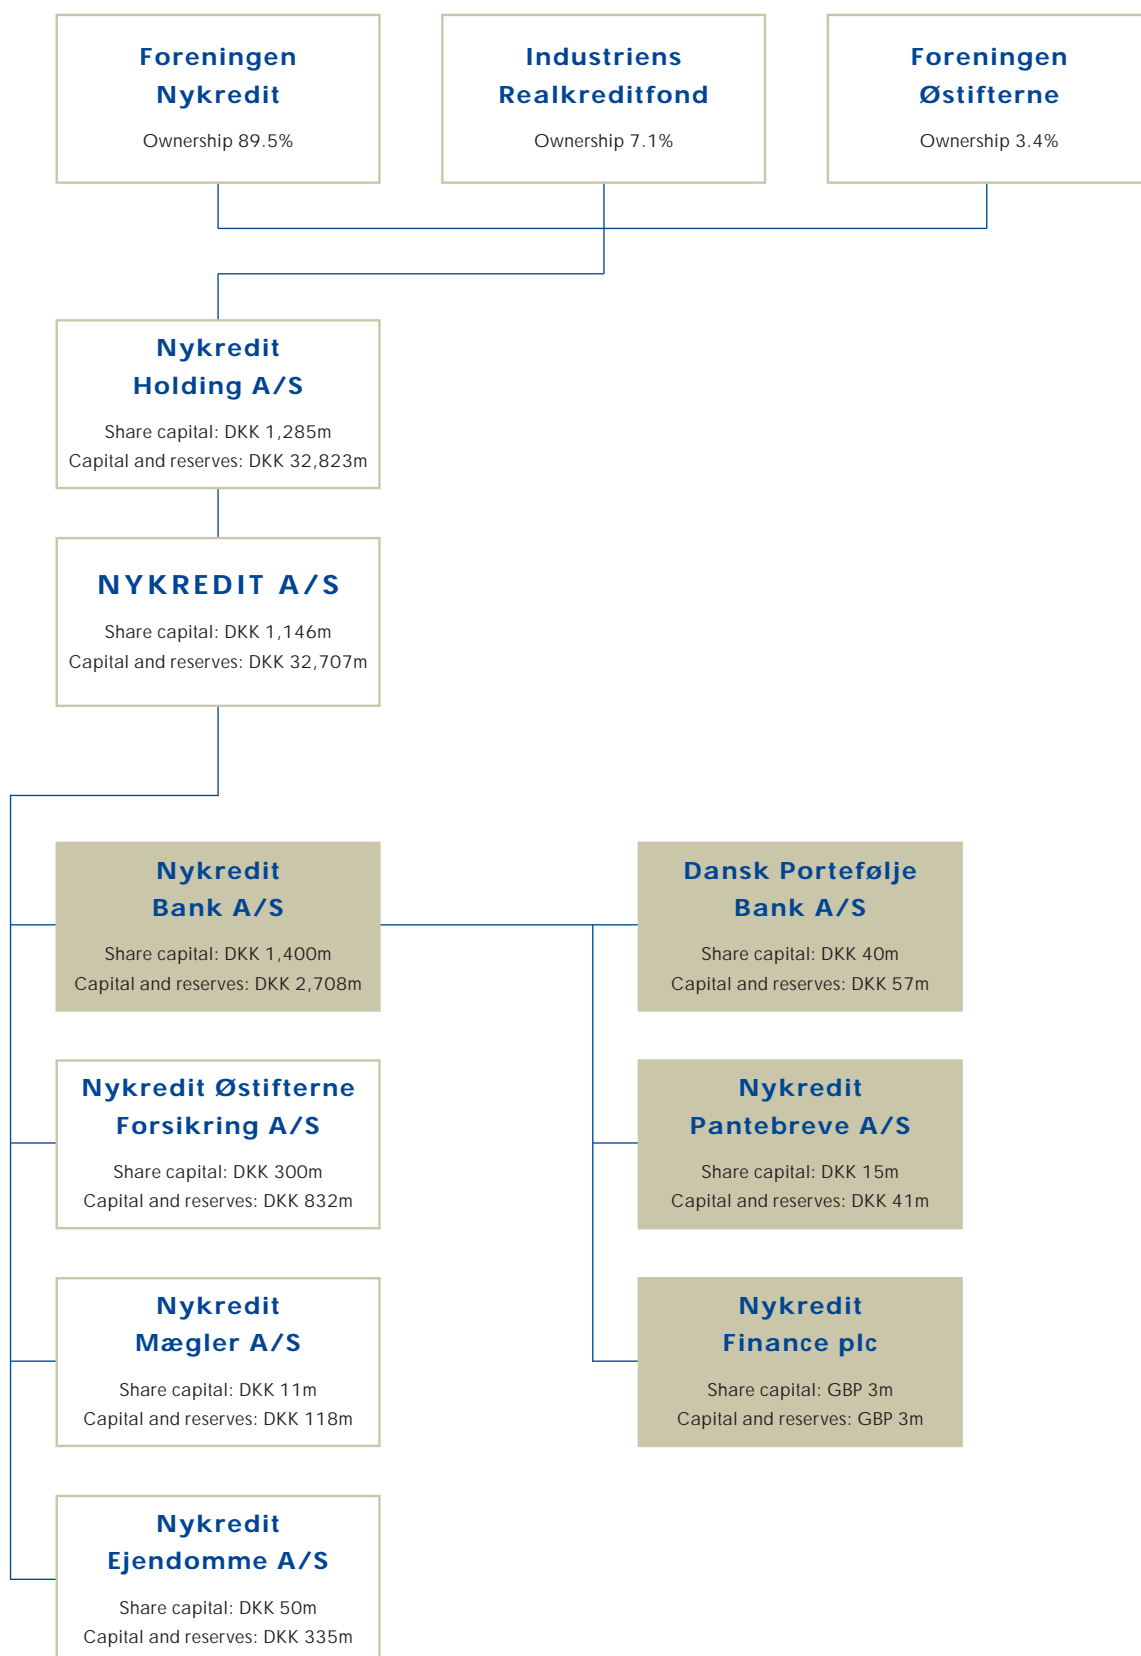 Foreningen
Nykredit
Ownership 89.5%
Industriens
Realkreditfond
Ownership 7.1%
Foreningen
Østifterne
Ownership 3.4%
Nykredit
Holding A/S
Share capital: DKK 1,285m
Capital and reserves: DKK 32,823m
NYKREDIT A/S
Share capital: DKK 1,146m
Capital and reserves: DKK 32,707m
Nykredit
Bank A/S
Share capital: DKK 1,400m
Capital and reserves: DKK 2,708m
Dansk Portefølje
Bank A/S
Share capital: DKK 40m
Capital and reserves: DKK 57m
Nykredit Østifterne
Forsikring A/S
Share capital: DKK 300m
Capital and reserves: DKK 832m
Nykredit
Pantebreve A/S
Share capital: DKK 15m
Capital and reserves: DKK 41m
Nykredit
Mægler A/S
Share capital: DKK 11m
Capital and reserves: DKK 118m
Nykredit
Finance plc
Share capital: GBP 3m
Capital and reserves: GBP 3m
Nykredit
Ejendomme A/S
Share capital: DKK 50m
Capital and reserves: DKK 335m